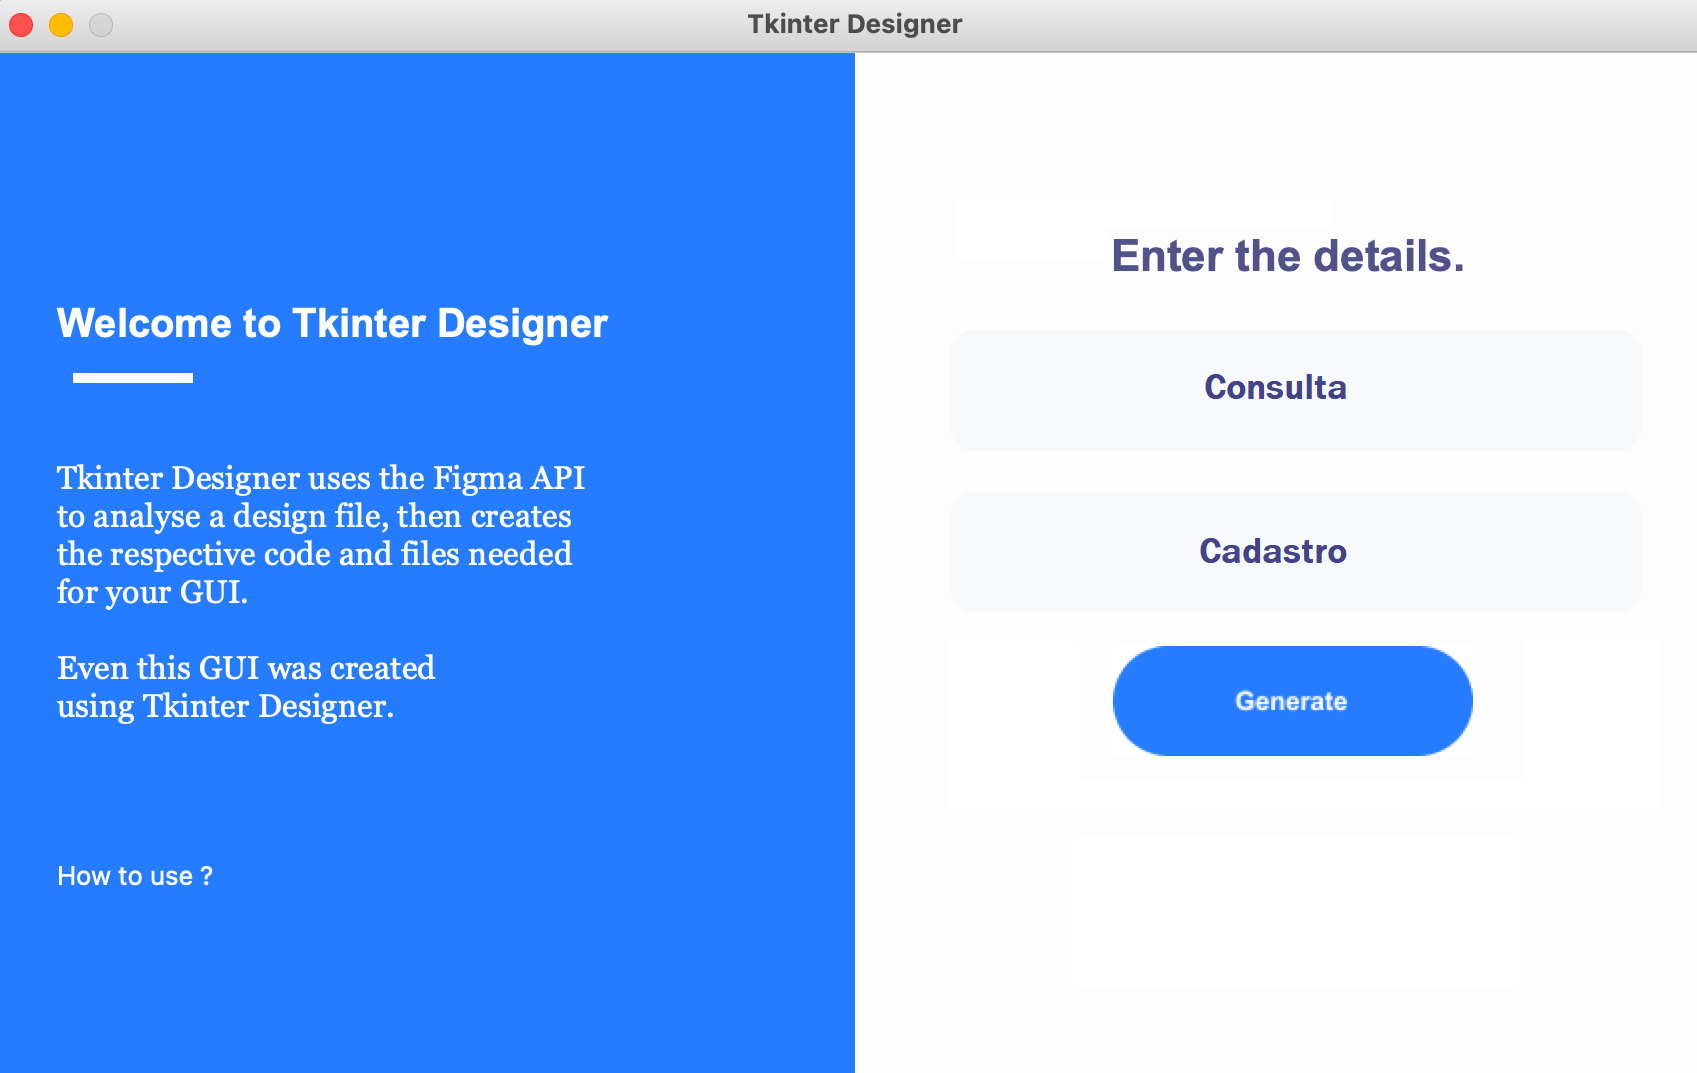 Tkinter Designer
Welcome to Tkinter Designer
Tkinter Designer uses the Figma API
to analyse a design file, then creates
the respective code and files needed
for your GUI.
Even this GUI was created
using Tkinter Designer.
How to use ?
Enter the details.
Consulta
Cadastro
Generate